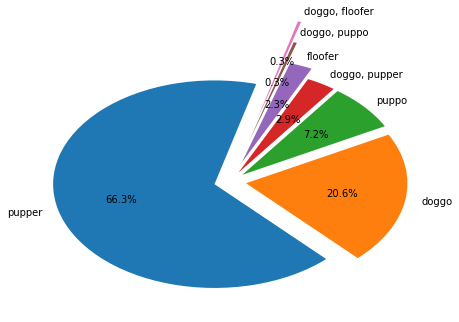 doggo, floofer
doggo, puppo
floofer
doggo, pupper
puppo
doggo
pupper
0.3%
0.3%
2.3%
2.9%
7.2%
20.6%
66.3%